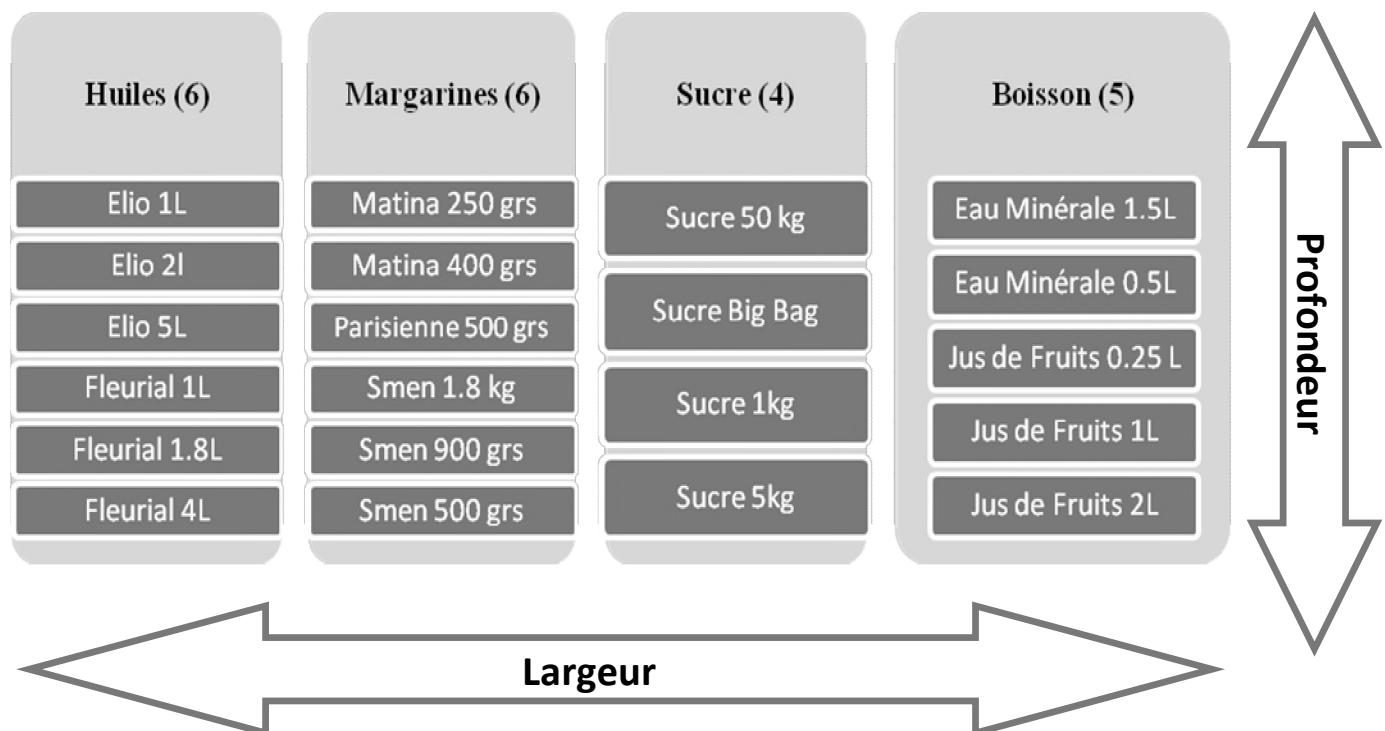 Huiles (6)
Elio 1L
Elio 2l
Elio 5L
Fleurial 1L
Fleurial 1.8L
Fleurial 4L
Margarines (6)
Matina 250 grs
Matina 400 grs
Parisienne 500 grs
Smen 1.8 kg
Smen 900 grs
Smen 500 grs
Sucre (4)
Sucre 50 kg
Sucre Big Bag
Sucre 1kg
Sucre 5kg
Boisson (5)
Eau Minérale 1.5L
Eau Minérale 0.5L
Jus de Fruits 0.25 L
Jus de Fruits 1L
Jus de Fruits 2L
Profondeur
Largeur